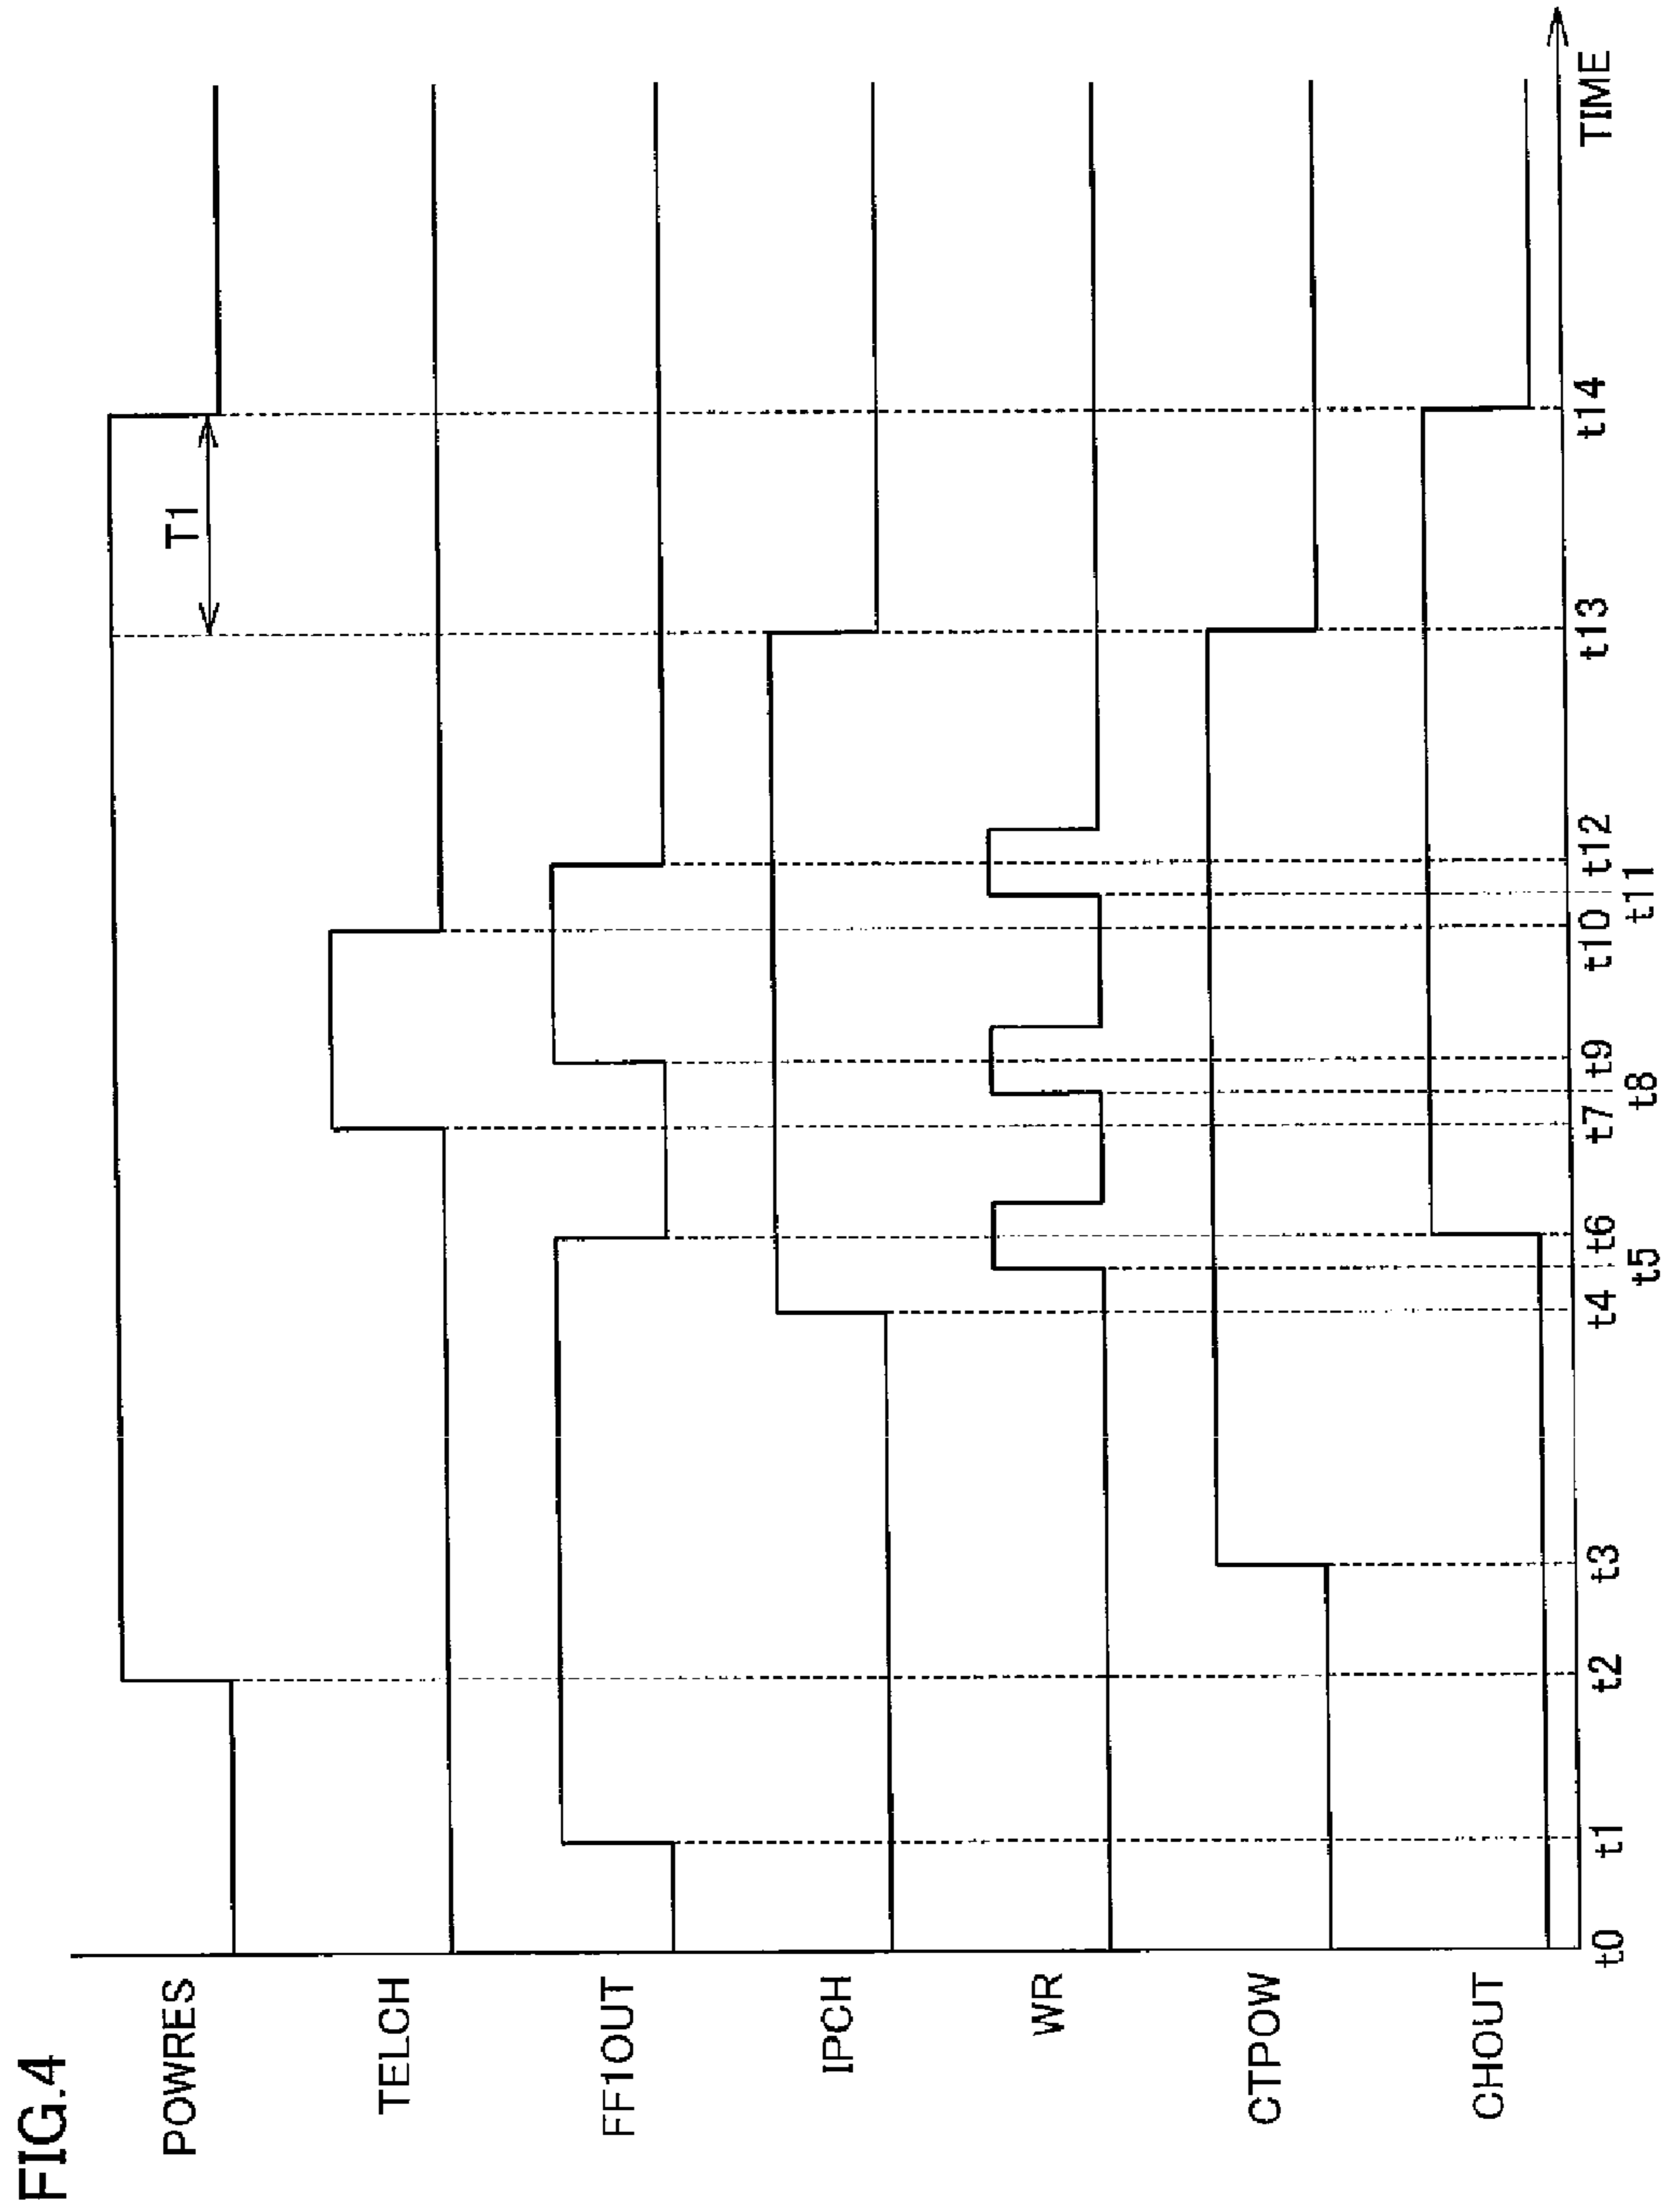 FIG.4
POWRES
T1
TELCH
FF1OUT
IPCH
WR
CTPOW
CHOUT
t0
t1
t2
t3
t4
t5
t6
t7
t8
t9
t10
t11
t12
t13
t14
TIME